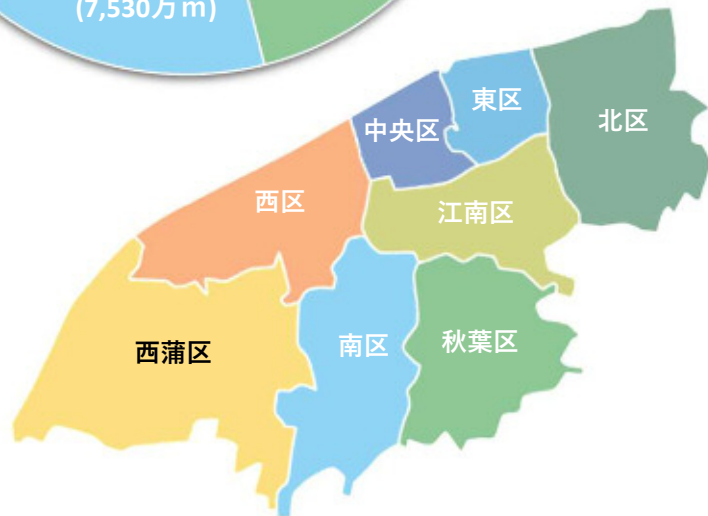 (7,530万m)
東区
北区
中央区
西区
江南区
西蒲区
南区
秋葉区